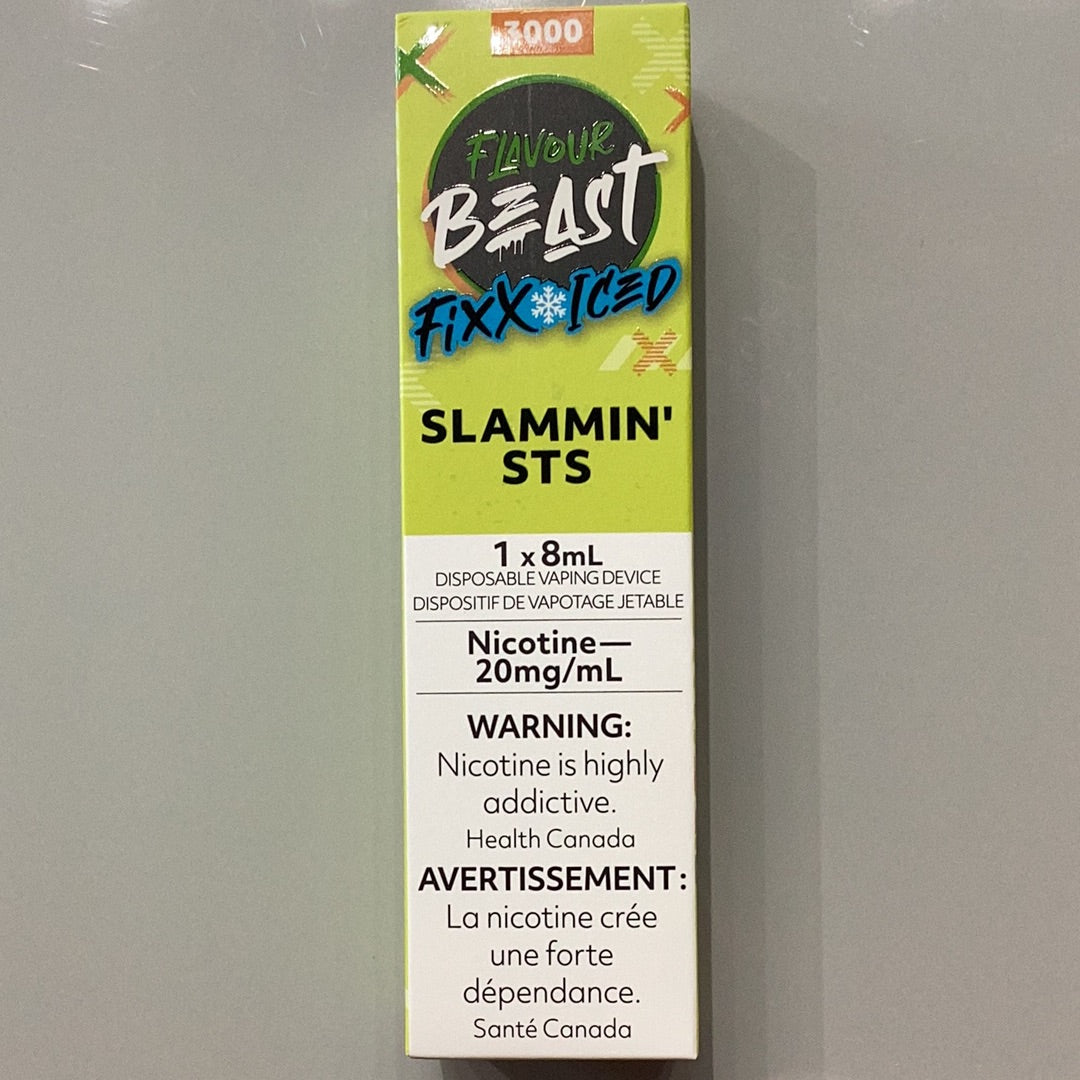 3000
FLAVOUR
BEAST
FiXX ICED
SLAMMIN'
STS
1 x 8mL
DISPOSABLE VAPING DEVICE
DISPOSITIF DE VAPOTAGE JETABLE
Nicotine—
20mg/mL
WARNING:
Nicotine is highly
addictive.
Health Canada
AVERTISSEMENT:
La nicotine crée
une forte
dépendance.
Santé Canada